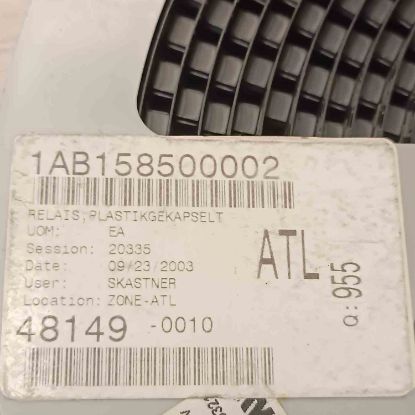 1AB158500002
RELAIS, PLASTIKGEKAPSELT
UOM: EA
Session: 20335
Date: 09/23/2003
User: SKASTNER
Location: ZONE-ATL
ATL
Q: 955
48149 -0010